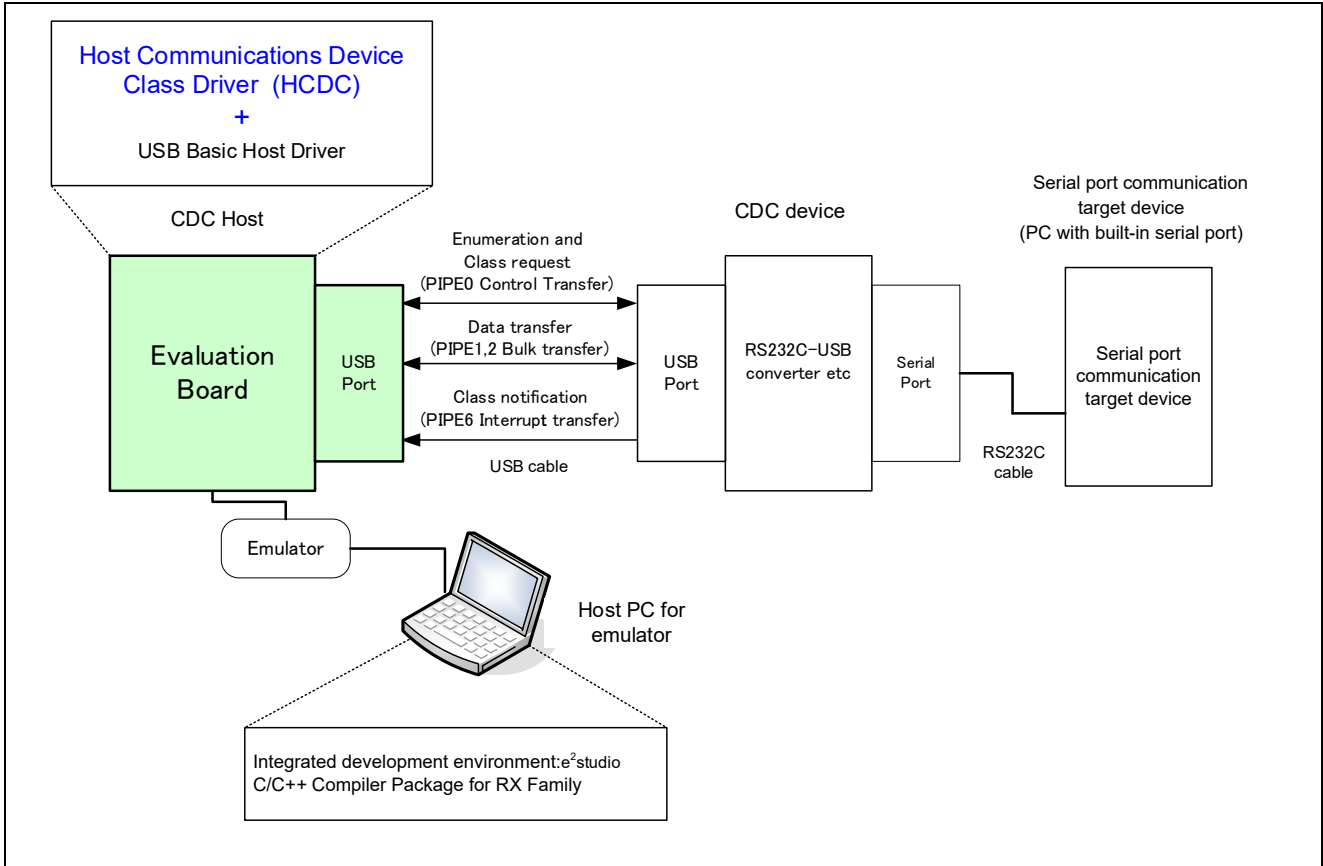 Host Communications Device
Class Driver (HCDC)
+
USB Basic Host Driver
CDC Host
Evaluation
Board
USB
Port
Enumeration and
Class request
(PIPE0 Control Transfer)
Data transfer
(PIPE1,2 Bulk transfer)
Class notification
(PIPE6 Interrupt transfer)
USB cable
CDC device
USB
Port
RS232C-USB
converter etc
Serial
Port
RS232C
cable
Serial port communication
target device
(PC with built-in serial port)
Serial port
communication
target device
Emulator
Host PC for
emulator
Integrated development environment:e²studio
C/C++ Compiler Package for RX Family